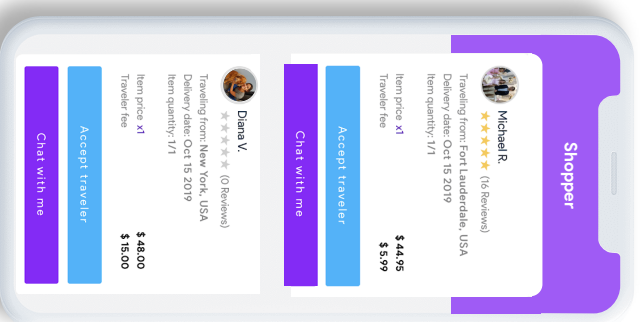 Shopper
Michael R.
(16 Reviews)
Traveling from: Fort Lauderdale, USA
Delivery date: Oct 15 2019
Item quantity: 1/1
Item price x1 $ 44.95
Traveler fee $ 5.99
Accept traveler
Chat with me
Diana V.
(0 Reviews)
Traveling from: New York, USA
Delivery date: Oct 15 2019
Item quantity: 1/1
Item price x1 $ 48.00
Traveler fee $ 15.00
Accept traveler
Chat with me